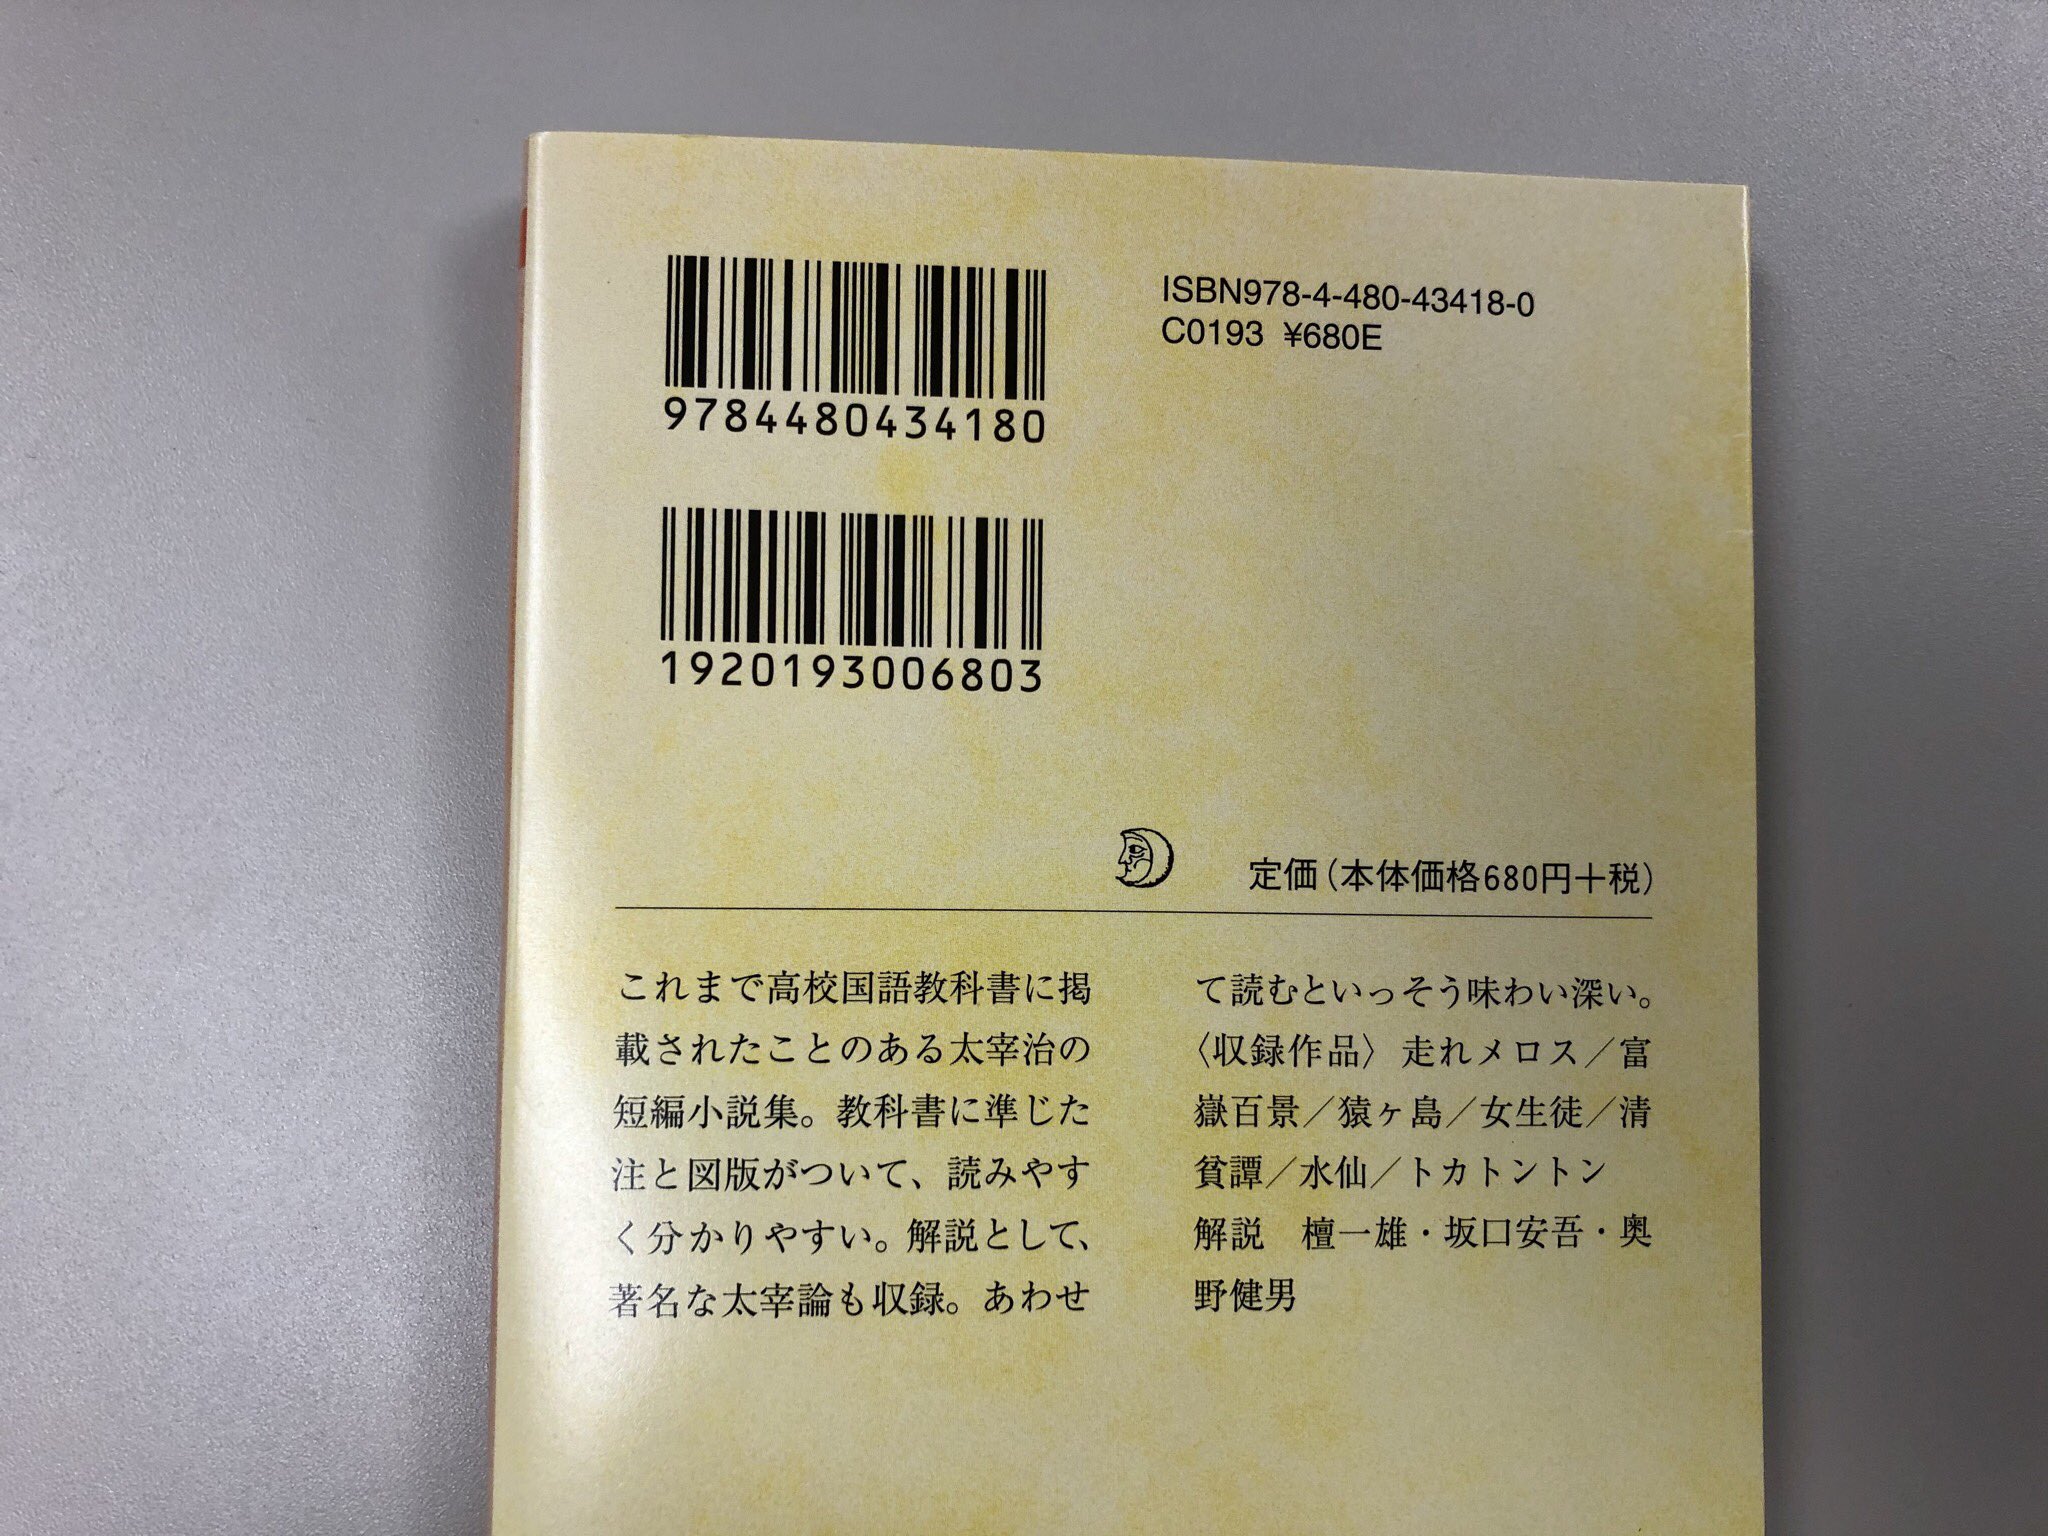 9784480434180
ISBN978-4-480-43418-0
C0193 ¥680E
1920193006803
定価（本体価格680円＋税）
これまで高校国語教科書に掲
載されたことのある太宰治の
短編小説集。教科書に準じた
注と図版がついて、読みやす
く分かりやすい。解説として、
著名な太宰論も収録。あわせ
て読むといっそう味わい深い。
〈収録作品〉走れメロス／富
嶽百景／猿ヶ島／女生徒／清
貧譚／水仙／トカトントン
解説　檀一雄・坂口安吾・奥
野健男